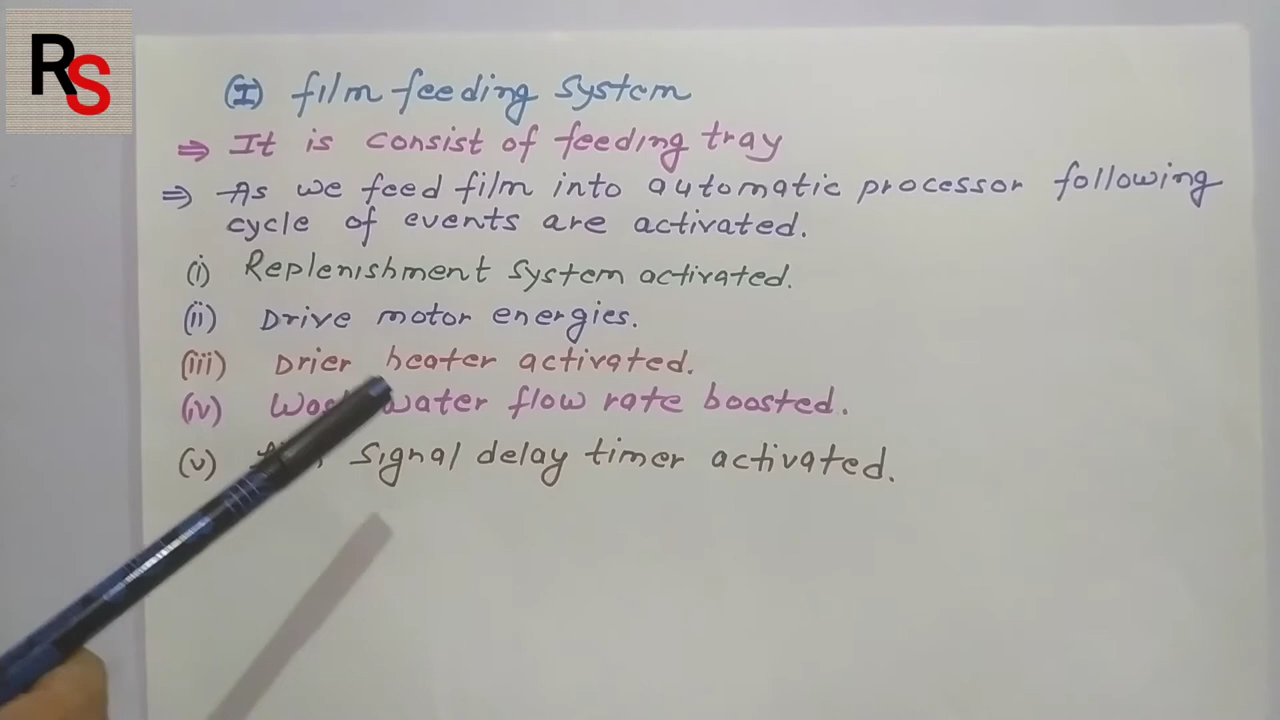 RS
(I) film feeding system
⇒ It is consist of feeding tray
⇒ As we feed film into automatic processor following
cycle of events are activated.
(i) Replenishment system activated.
(ii) Drive motor energies.
(iii) Drier heater activated.
(iv) water flow rate boosted.
(v) signal delay timer activated.